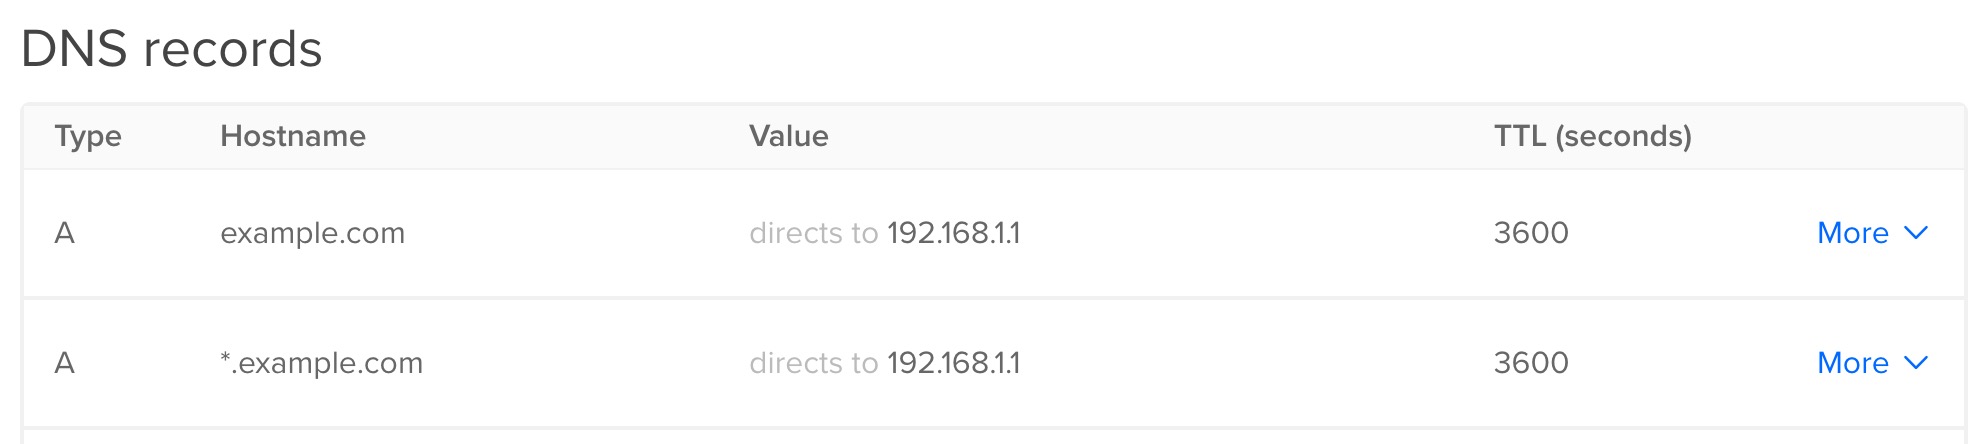 DNS records
Type Hostname Value TTL (seconds)
A example.com directs to 192.168.1.1 3600 More
A *.example.com directs to 192.168.1.1 3600 More